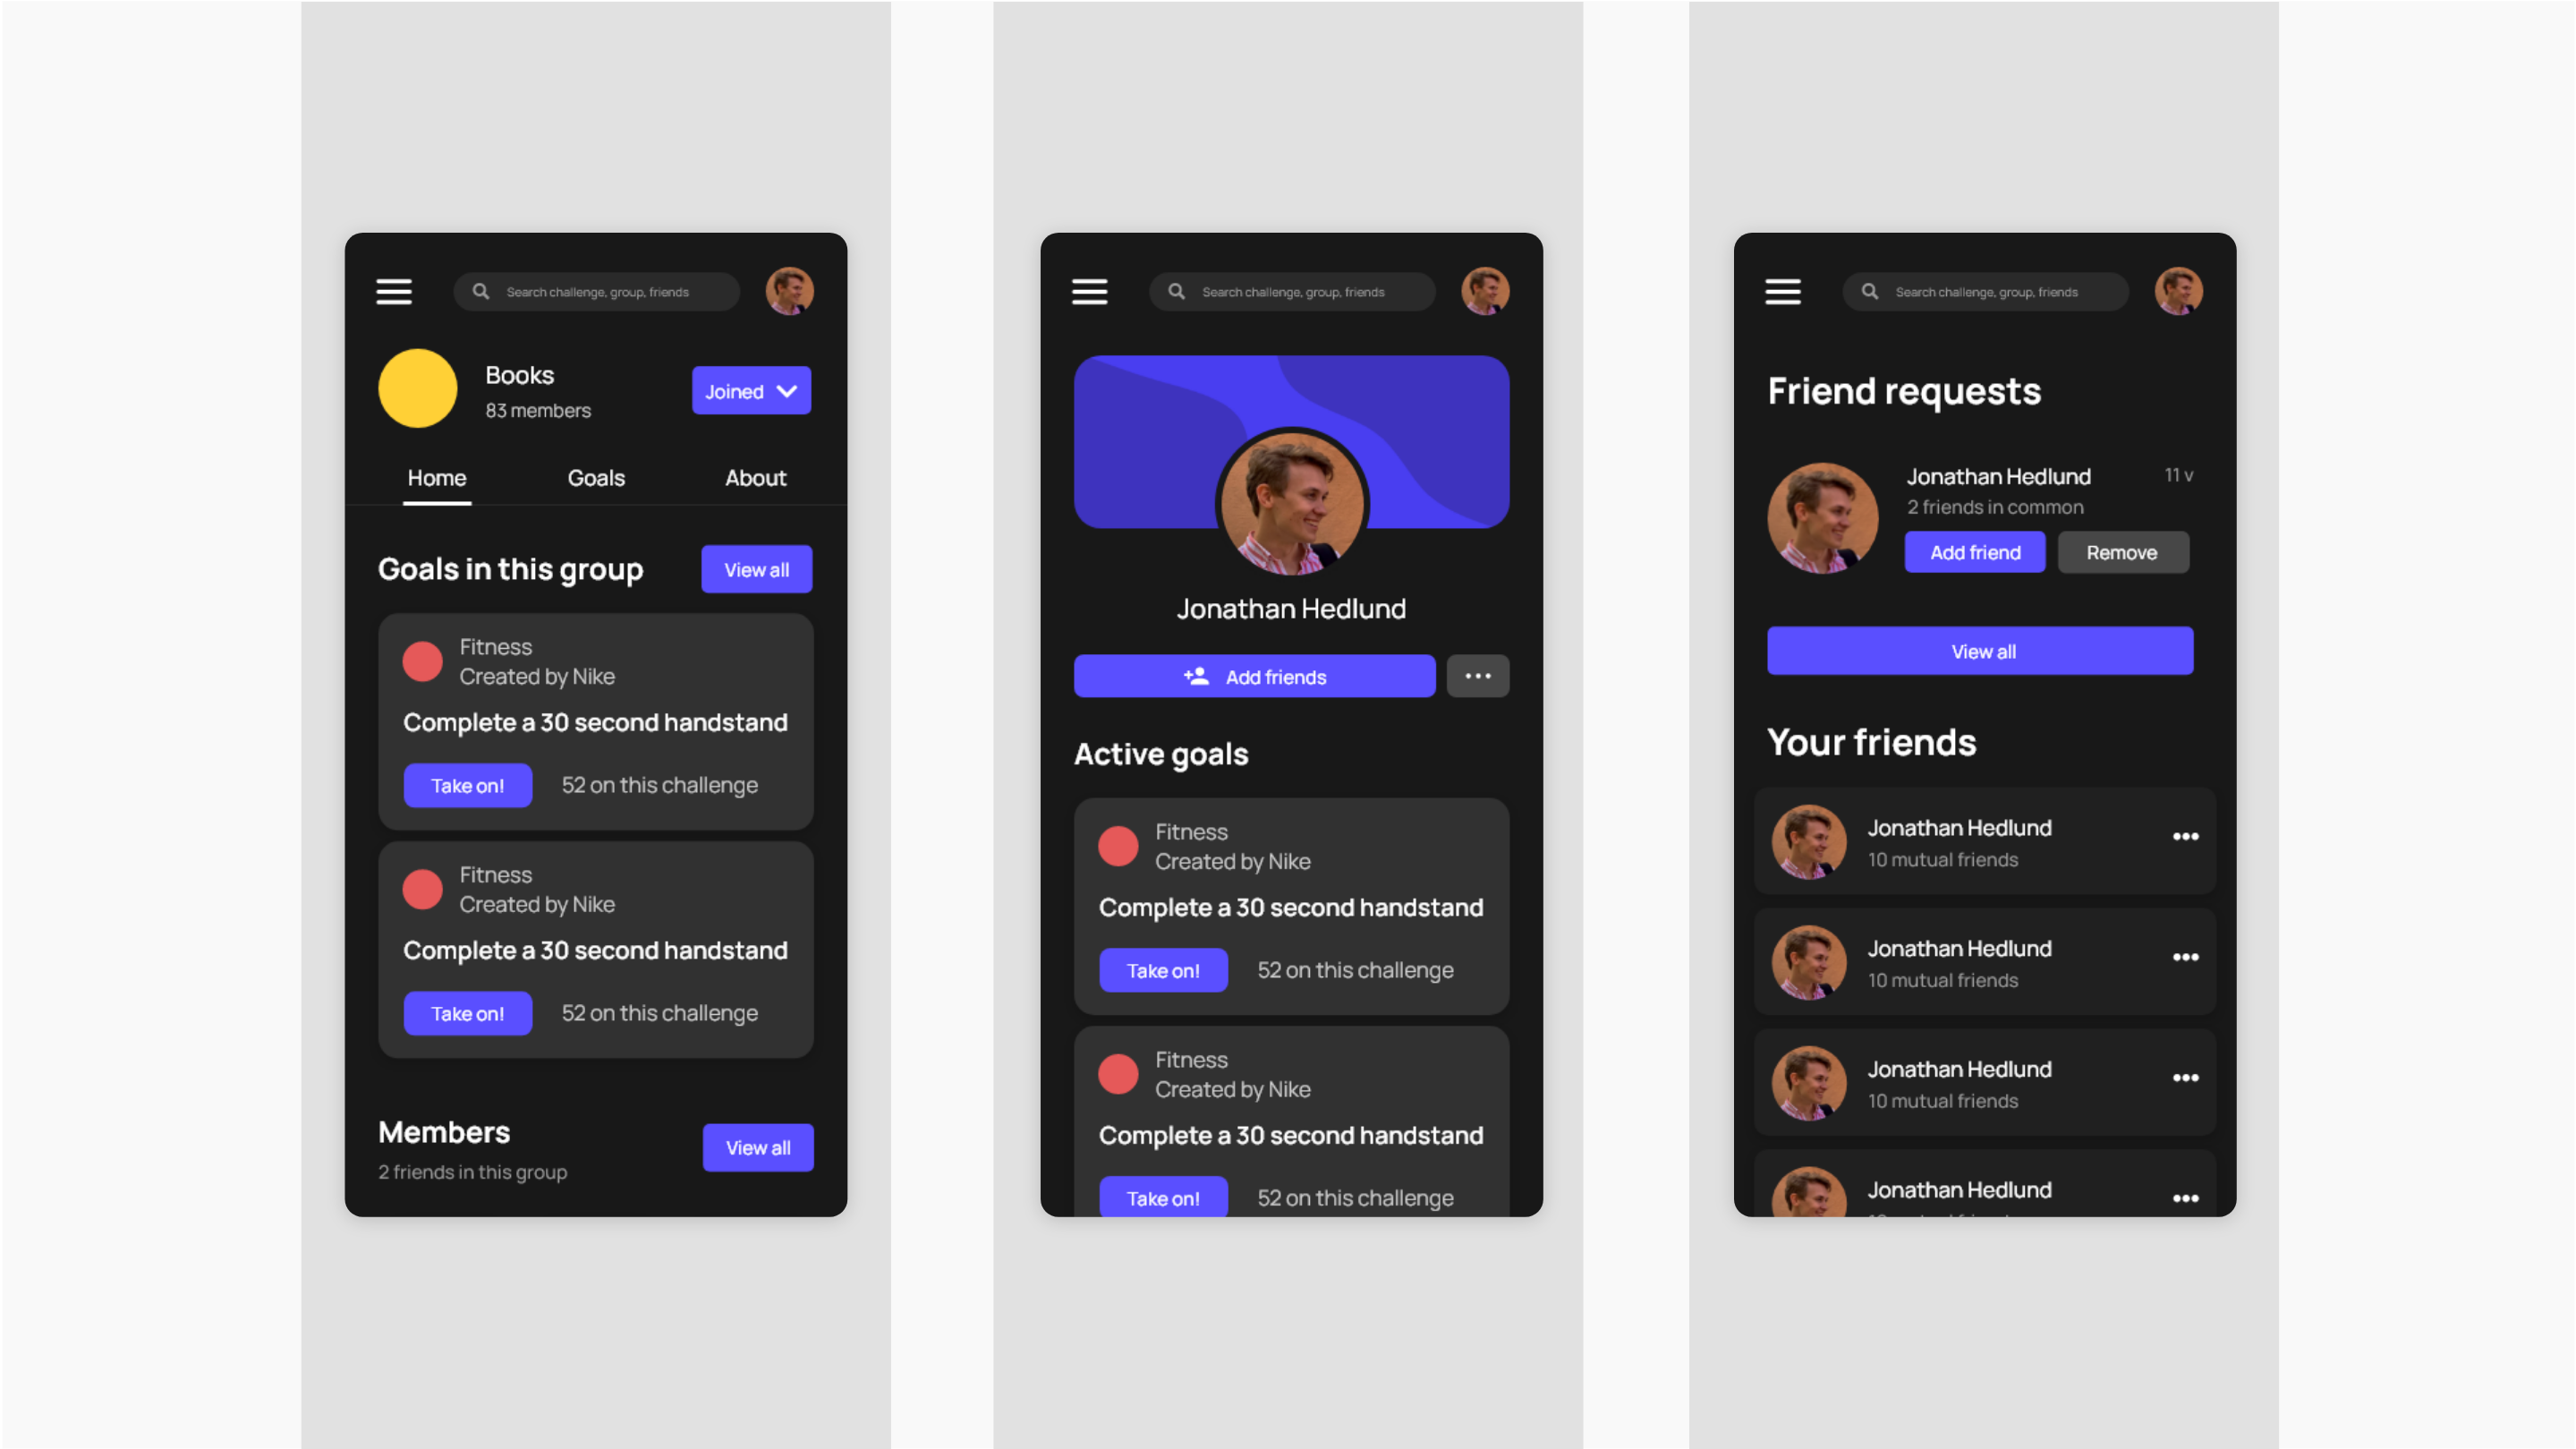 Search challenge, group, friends
Books
83 members
Joined
Home
Goals
About
Goals in this group
View all
Fitness
Created by Nike
Complete a 30 second handstand
Take on!
52 on this challenge
Fitness
Created by Nike
Complete a 30 second handstand
Take on!
52 on this challenge
Members
View all
2 friends in this group
Search challenge, group, friends
Jonathan Hedlund
Add friends
Active goals
Fitness
Created by Nike
Complete a 30 second handstand
Take on!
52 on this challenge
Fitness
Created by Nike
Complete a 30 second handstand
Take on!
52 on this challenge
Search challenge, group, friends
Friend requests
Jonathan Hedlund
11 v
2 friends in common
Add friend
Remove
View all
Your friends
Jonathan Hedlund
10 mutual friends
Jonathan Hedlund
10 mutual friends
Jonathan Hedlund
10 mutual friends
Jonathan Hedlund